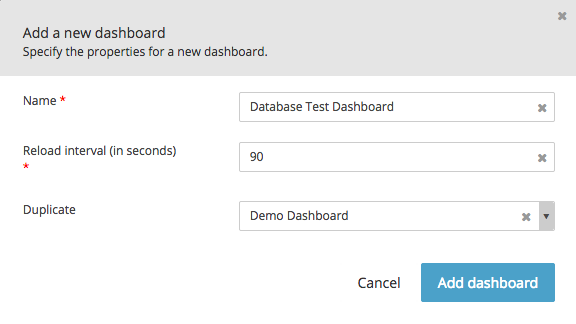 Add a new dashboard
Specify the properties for a new dashboard.
Name *
Database Test Dashboard
Reload interval (in seconds)
*
90
Duplicate
Demo Dashboard
Cancel
Add dashboard